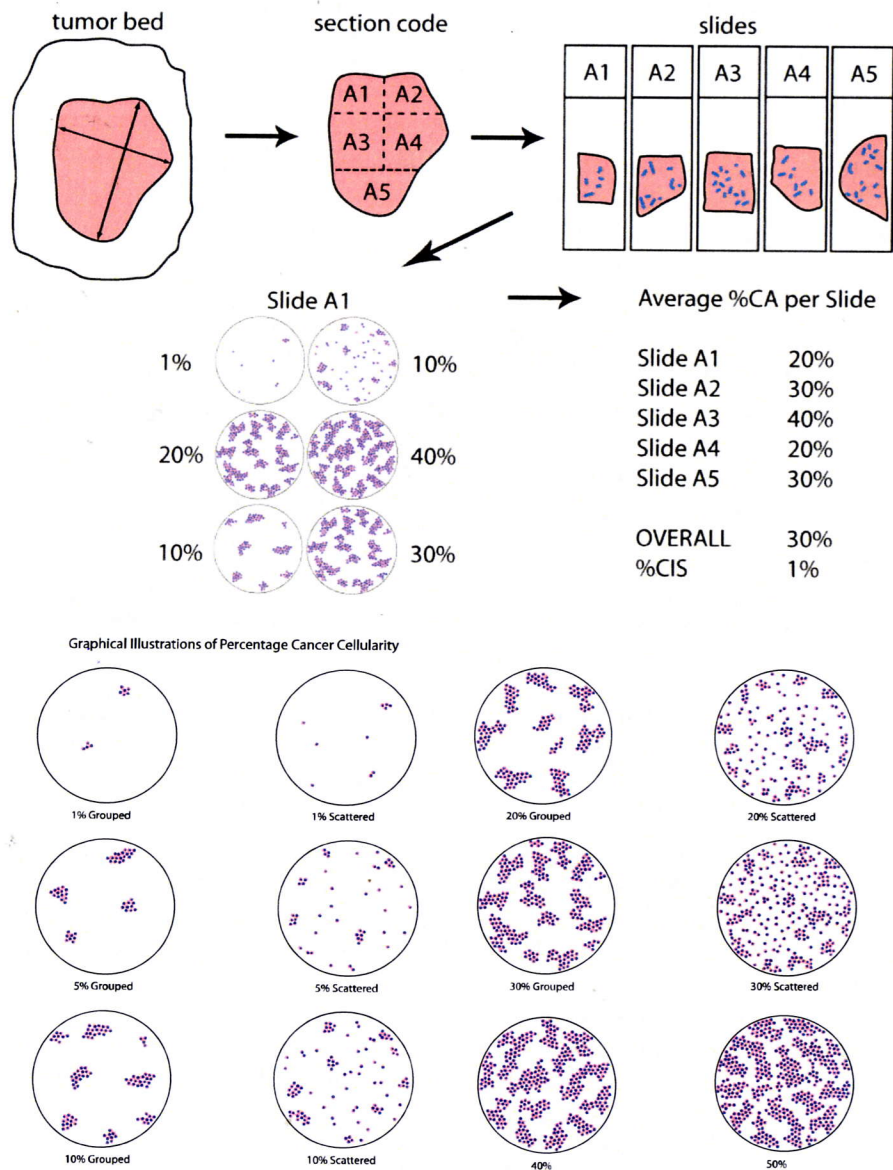 tumor bed
section code
slides
A1 A2 A3 A4 A5
A1 A2
A3 A4
A5
Slide A1
1% 10%
20% 40%
10% 30%
Average %CA per Slide
Slide A1 20%
Slide A2 30%
Slide A3 40%
Slide A4 20%
Slide A5 30%
OVERALL 30%
%CIS 1%
Graphical Illustrations of Percentage Cancer Cellularity
1% Grouped 1% Scattered 20% Grouped 20% Scattered
5% Grouped 5% Scattered 30% Grouped 30% Scattered
10% Grouped 10% Scattered 40% 50%